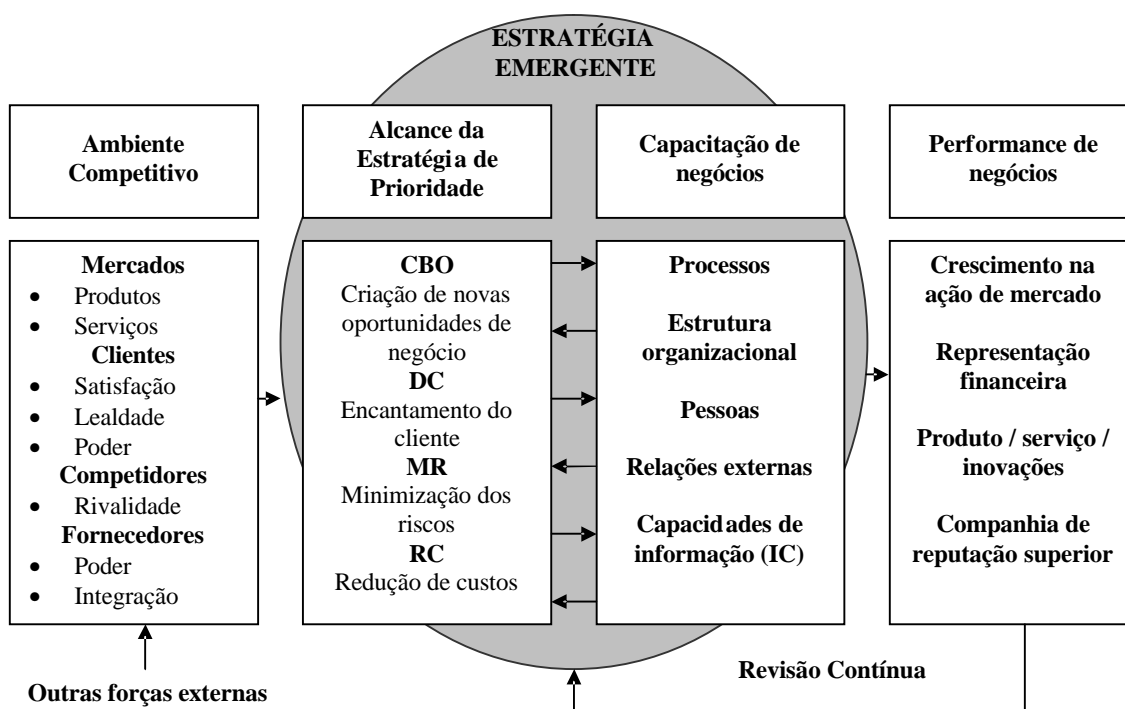 ESTRATÉGIA
EMERGENTE
Ambiente
Competitivo
Alcance da
Estratégia de
Prioridade
Capacitação de
negócios
Performance de
negócios
Mercados
• Produtos
• Serviços
Clientes
• Satisfação
• Lealdade
• Poder
Competidores
• Rivalidade
Fornecedores
• Poder
• Integração
CBO
Criação de novas
oportunidades de
negócio
DC
Encantamento do
cliente
MR
Minimização dos
riscos
RC
Redução de custos
Processos
Estrutura
organizacional
Pessoas
Relações externas
Capacidades de
informação (IC)
Crescimento na
ação de mercado
Representação
financeira
Produto / serviço /
inovações
Companhia de
reputação superior
Outras forças externas
Revisão Contínua